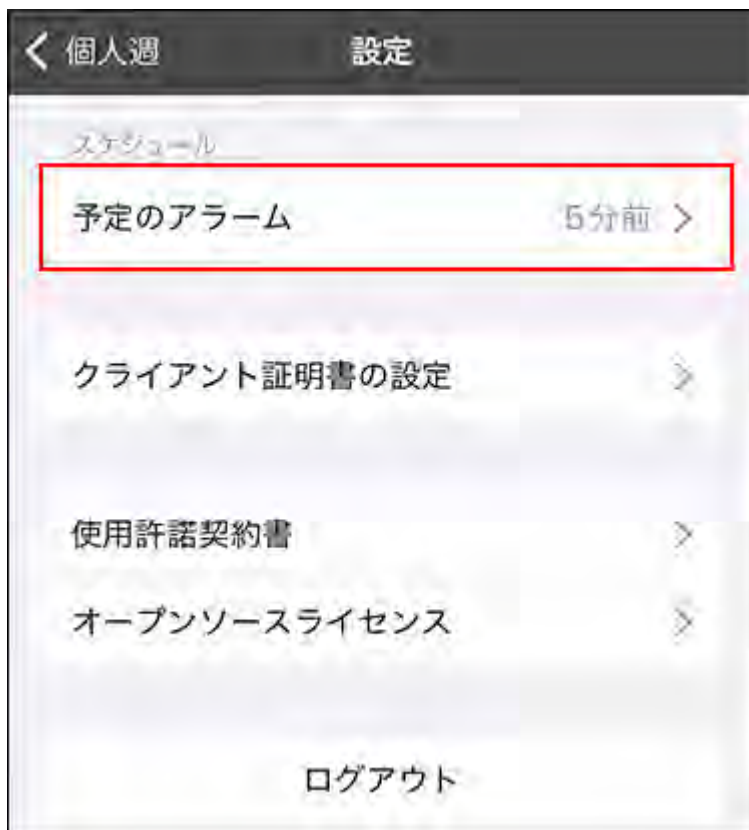 個人週 設定
スケジュール
予定のアラーム 5分前
クライアント証明書の設定
使用許諾契約書
オープンソースライセンス
ログアウト